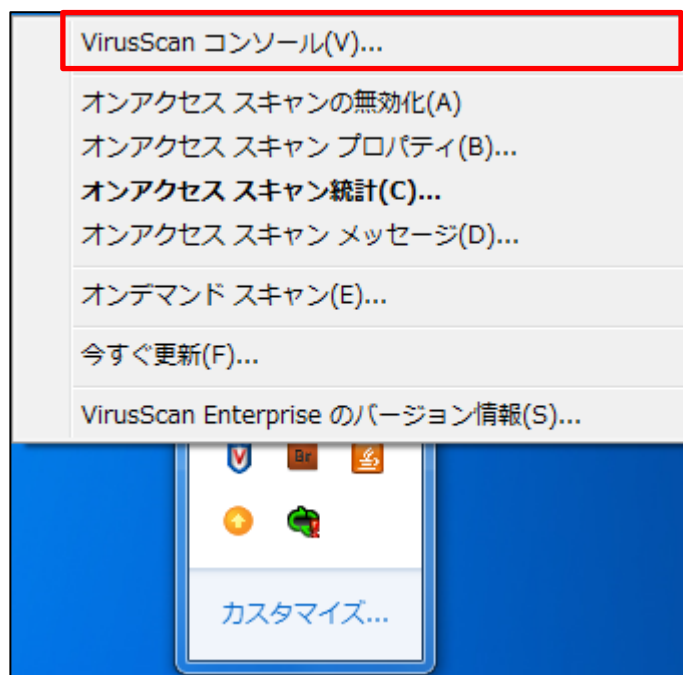 VirusScan コンソール(V)...
オンアクセス スキャンの無効化(A)
オンアクセス スキャン プロパティ(B)...
オンアクセス スキャン統計(C)...
オンアクセス スキャン メッセージ(D)...
オンデマンド スキャン(E)...
今すぐ更新(F)...
VirusScan Enterprise のバージョン情報(S)...
Br
カスタマイズ...